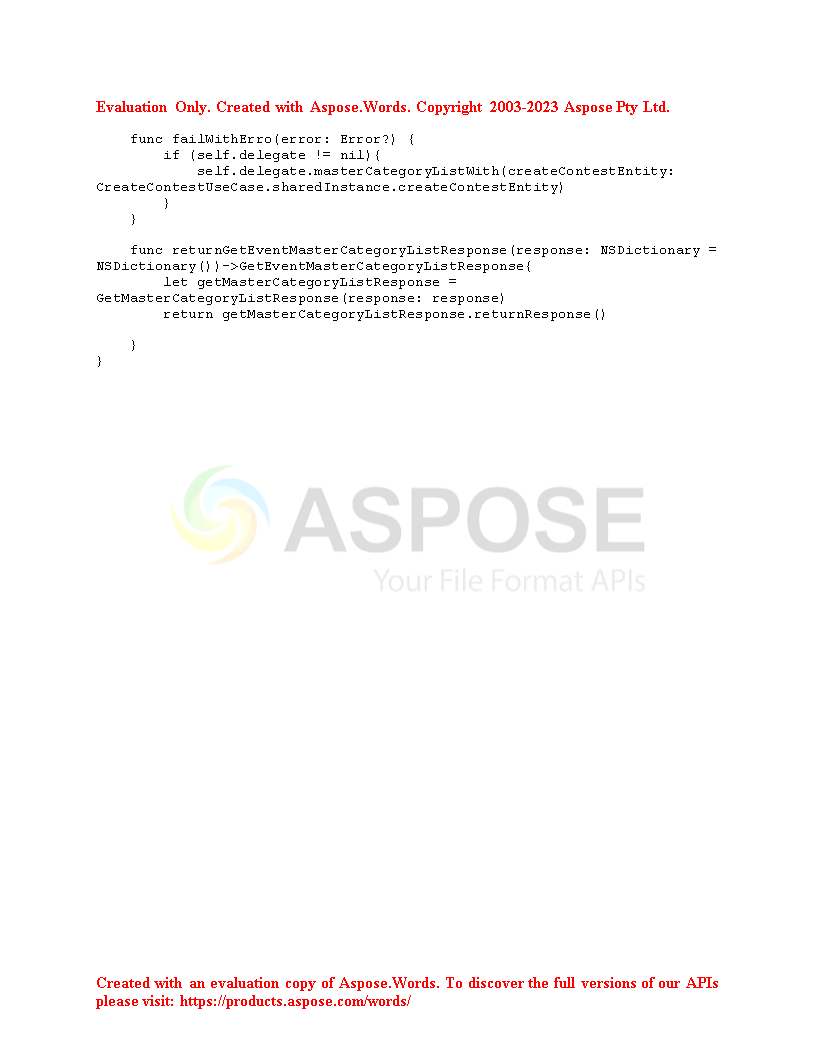 Evaluation Only. Created with Aspose.Words. Copyright 2003-2023 Aspose Pty Ltd.
    func failWithErro(error: Error?) {
        if (self.delegate != nil){
            self.delegate.masterCategoryListWith(createContestEntity:
CreateContestUseCase.sharedInstance.createContestEntity)
        }
    }
    func returnGetEventMasterCategoryListResponse(response: NSDictionary =
NSDictionary())->GetEventMasterCategoryListResponse{
        let getMasterCategoryListResponse =
GetMasterCategoryListResponse(response: response)
        return getMasterCategoryListResponse.returnResponse()
    }
}
ASPOSE
Your File Format APIs
Created with an evaluation copy of Aspose.Words. To discover the full versions of our APIs
please visit: https://products.aspose.com/words/